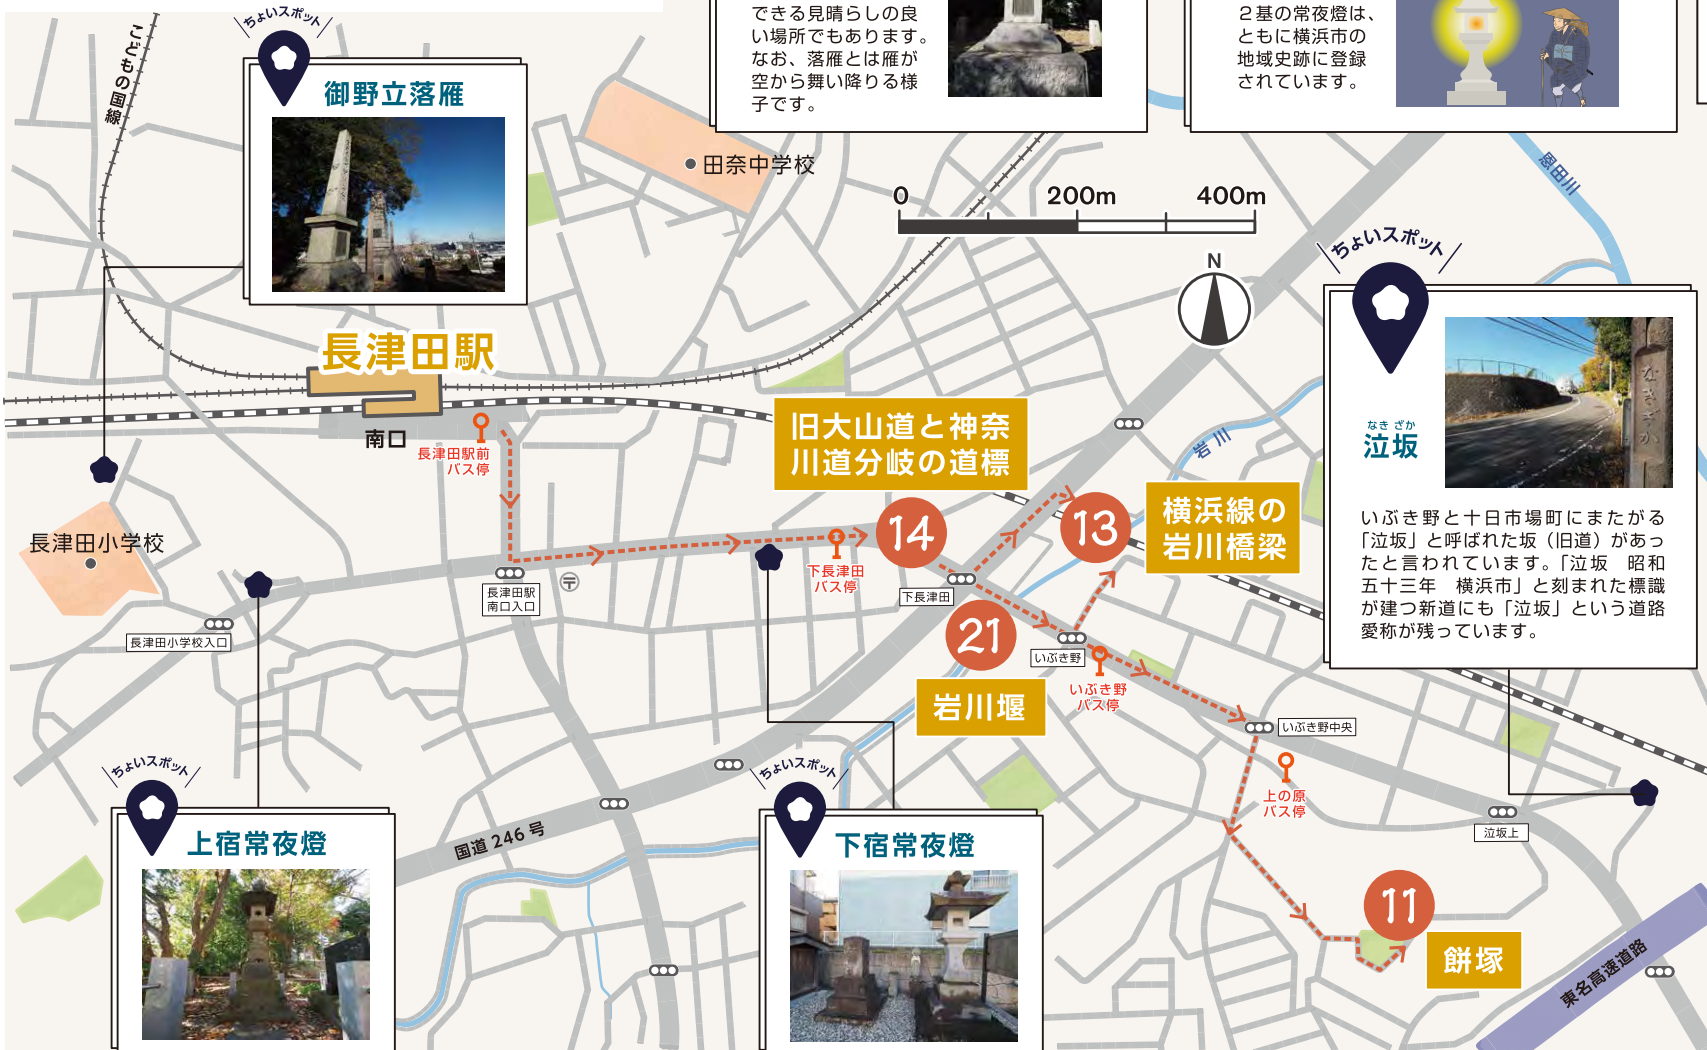 できる見晴らしの良
い場所でもあります。
なお、落雁とは雁が
空から舞い降りる様
子です。
２基の常夜燈は、
ともに横浜市の
地域史跡に登録
されています。
ちょいスポット
御野立落雁
こどもの国線
田奈中学校
0 200m 400m
N
恩田川
ちょいスポット
なきざか
なき ざか
泣坂
いぶき野と十日市場町にまたがる
「泣坂」と呼ばれた坂（旧道）があっ
たと言われています。「泣坂　昭和
五十三年　横浜市」と刻まれた標識
が建つ新道にも「泣坂」という道路
愛称が残っています。
長津田駅
南口
長津田駅前
バス停
旧大山道と神奈
川道分岐の道標
14
岩川
13
横浜線の
岩川橋梁
長津田小学校
長津田小学校入口
長津田駅
南口入口
〒
下長津田
バス停
下長津田
21
岩川堰
いぶき野
いぶき野
バス停
いぶき野中央
上の原
バス停
泣坂上
11
餅塚
東名高速道路
国道 246 号
ちょいスポット
上宿常夜燈
ちょいスポット
下宿常夜燈